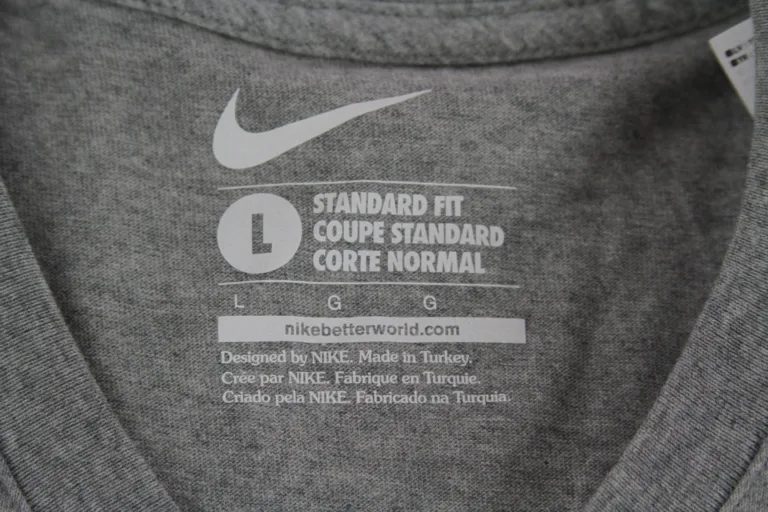 L
STANDARD FIT
COUPE STANDARD
CORTE NORMAL
L G G
nikebetterworld.com
Designed by NIKE. Made in Turkey.
Crée par NIKE. Fabrique en Turquie.
Criado pela NIKE. Fabricado na Turquia.